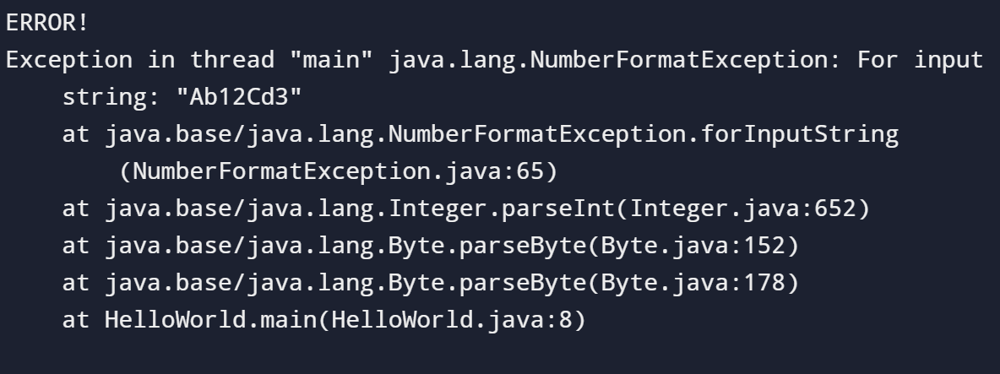 ERROR!
Exception in thread "main" java.lang.NumberFormatException: For input
string: "Ab12Cd3"
at java.base/java.lang.NumberFormatException.forInputString
(NumberFormatException.java:65)
at java.base/java.lang.Integer.parseInt(Integer.java:652)
at java.base/java.lang.Byte.parseByte(Byte.java:152)
at java.base/java.lang.Byte.parseByte(Byte.java:178)
at HelloWorld.main(HelloWorld.java:8)